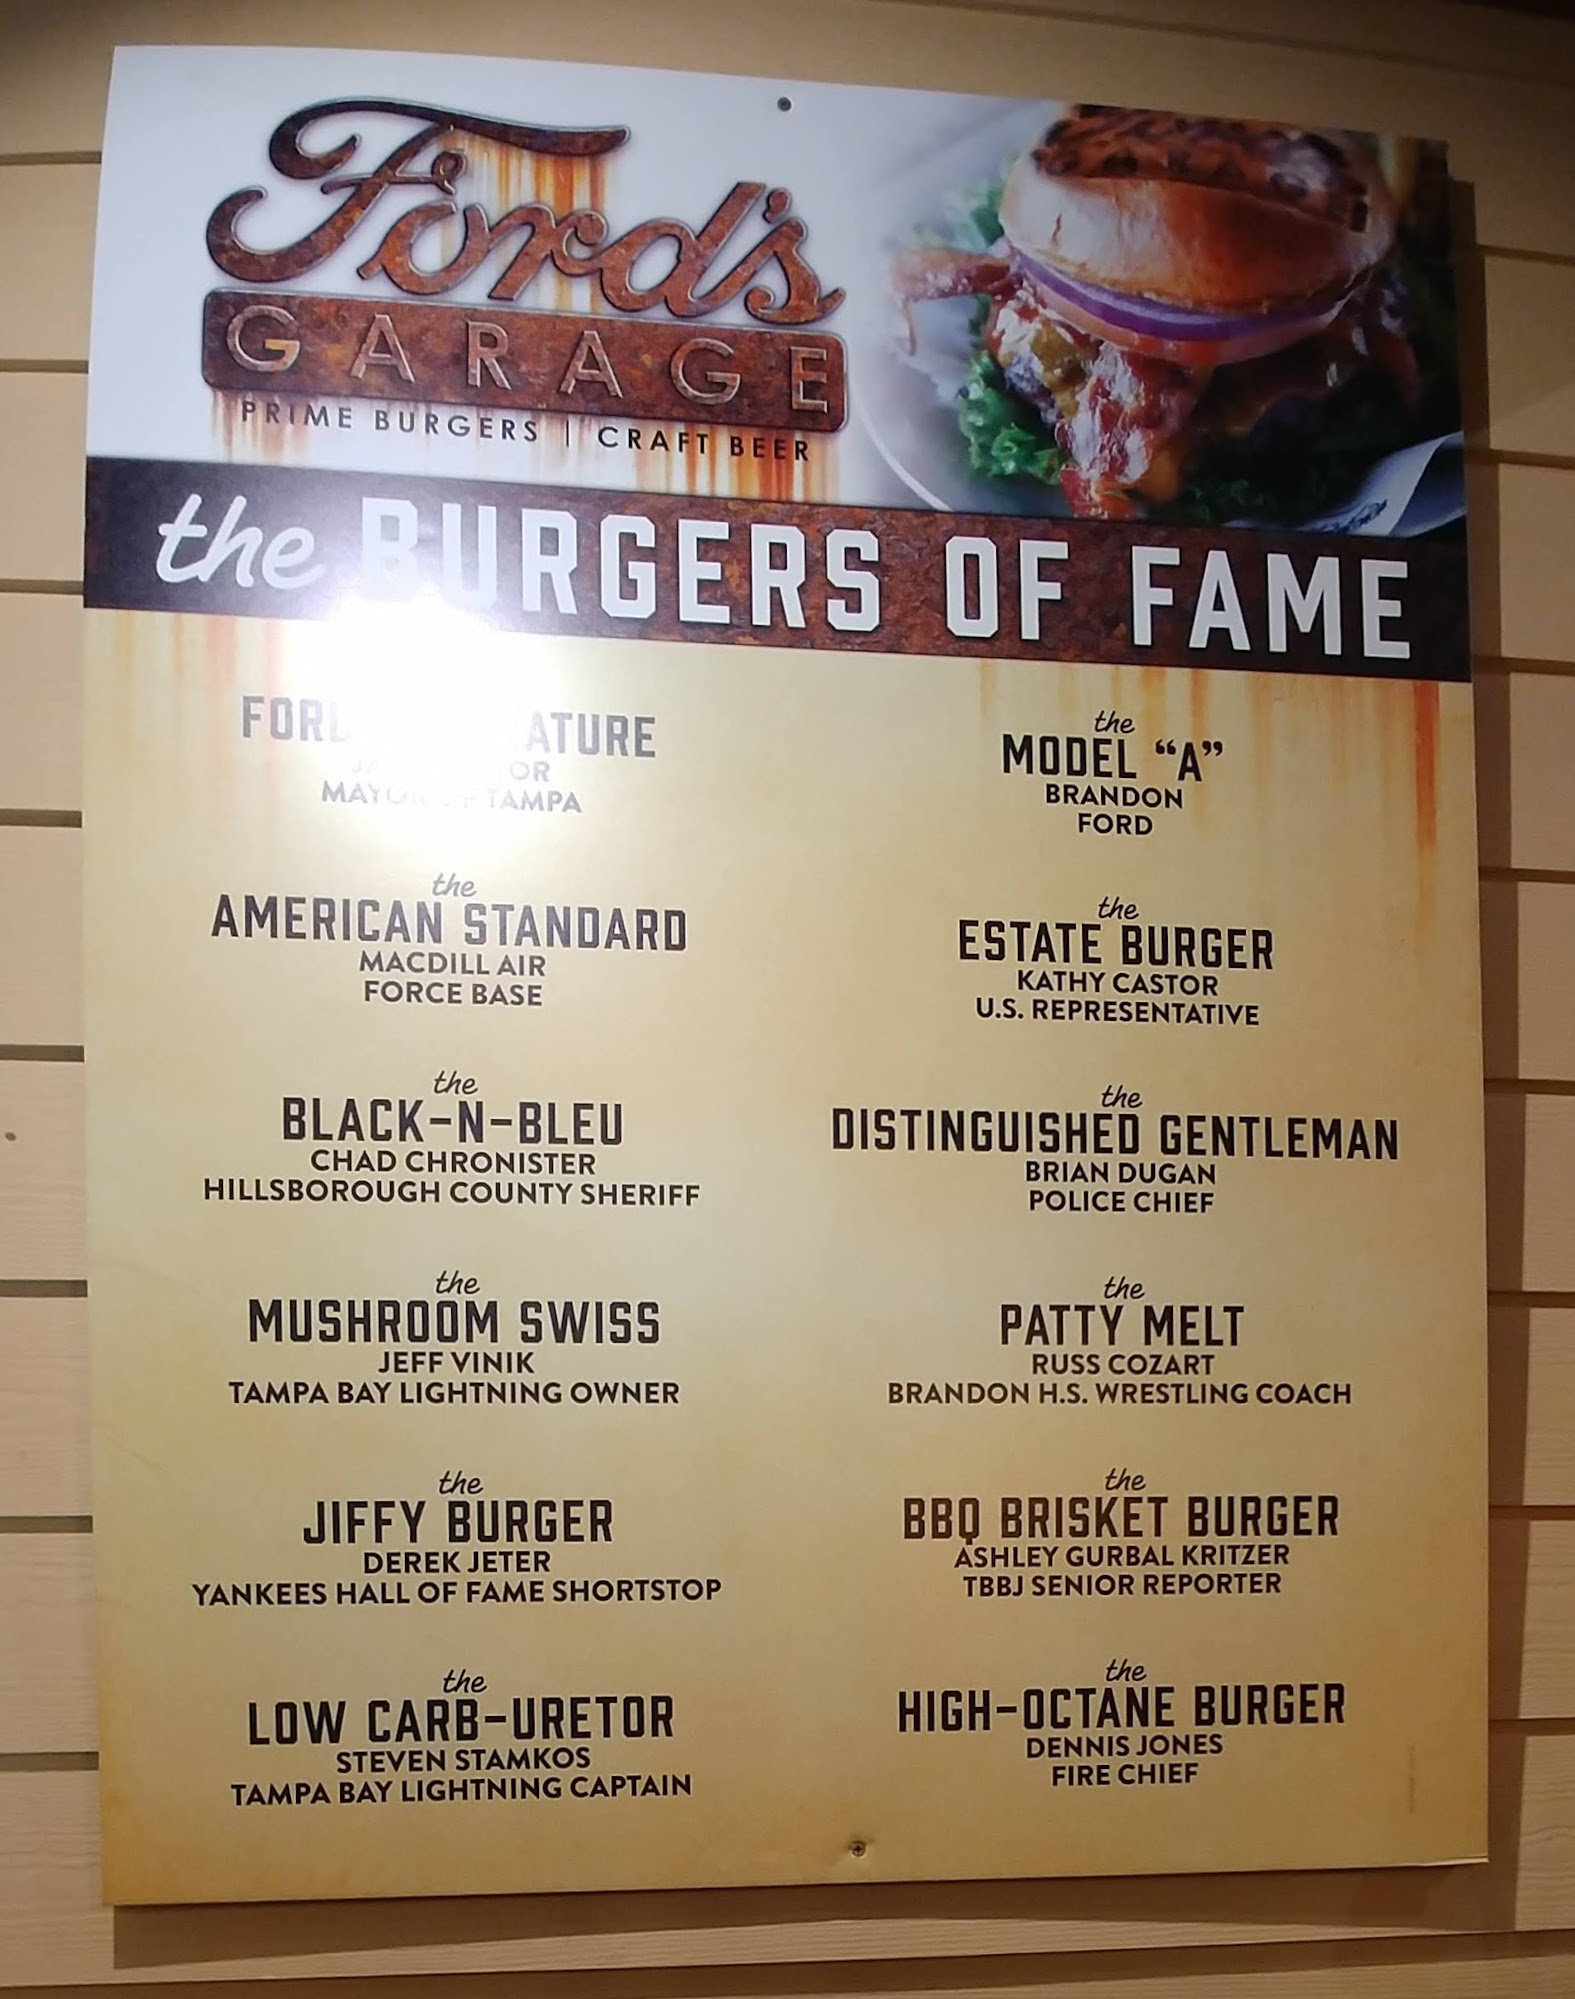 Ford's
GARAGE
PRIME BURGERS | CRAFT BEER
the BURGERS OF FAME
MAYOR OF TAMPA
the
AMERICAN STANDARD
MACDILL AIR
FORCE BASE
the
BLACK-N-BLEU
CHAD CHRONISTER
HILLSBOROUGH COUNTY SHERIFF
the
MUSHROOM SWISS
JEFF VINIK
TAMPA BAY LIGHTNING OWNER
the
JIFFY BURGER
DEREK JETER
YANKEES HALL OF FAME SHORTSTOP
the
LOW CARB-URETOR
STEVEN STAMKOS
TAMPA BAY LIGHTNING CAPTAIN
the
MODEL “A”
BRANDON
FORD
the
ESTATE BURGER
KATHY CASTOR
U.S. REPRESENTATIVE
the
DISTINGUISHED GENTLEMAN
BRIAN DUGAN
POLICE CHIEF
the
PATTY MELT
RUSS COZART
BRANDON H.S. WRESTLING COACH
the
BBQ BRISKET BURGER
ASHLEY GURBAL KRITZER
TBBJ SENIOR REPORTER
the
HIGH-OCTANE BURGER
DENNIS JONES
FIRE CHIEF